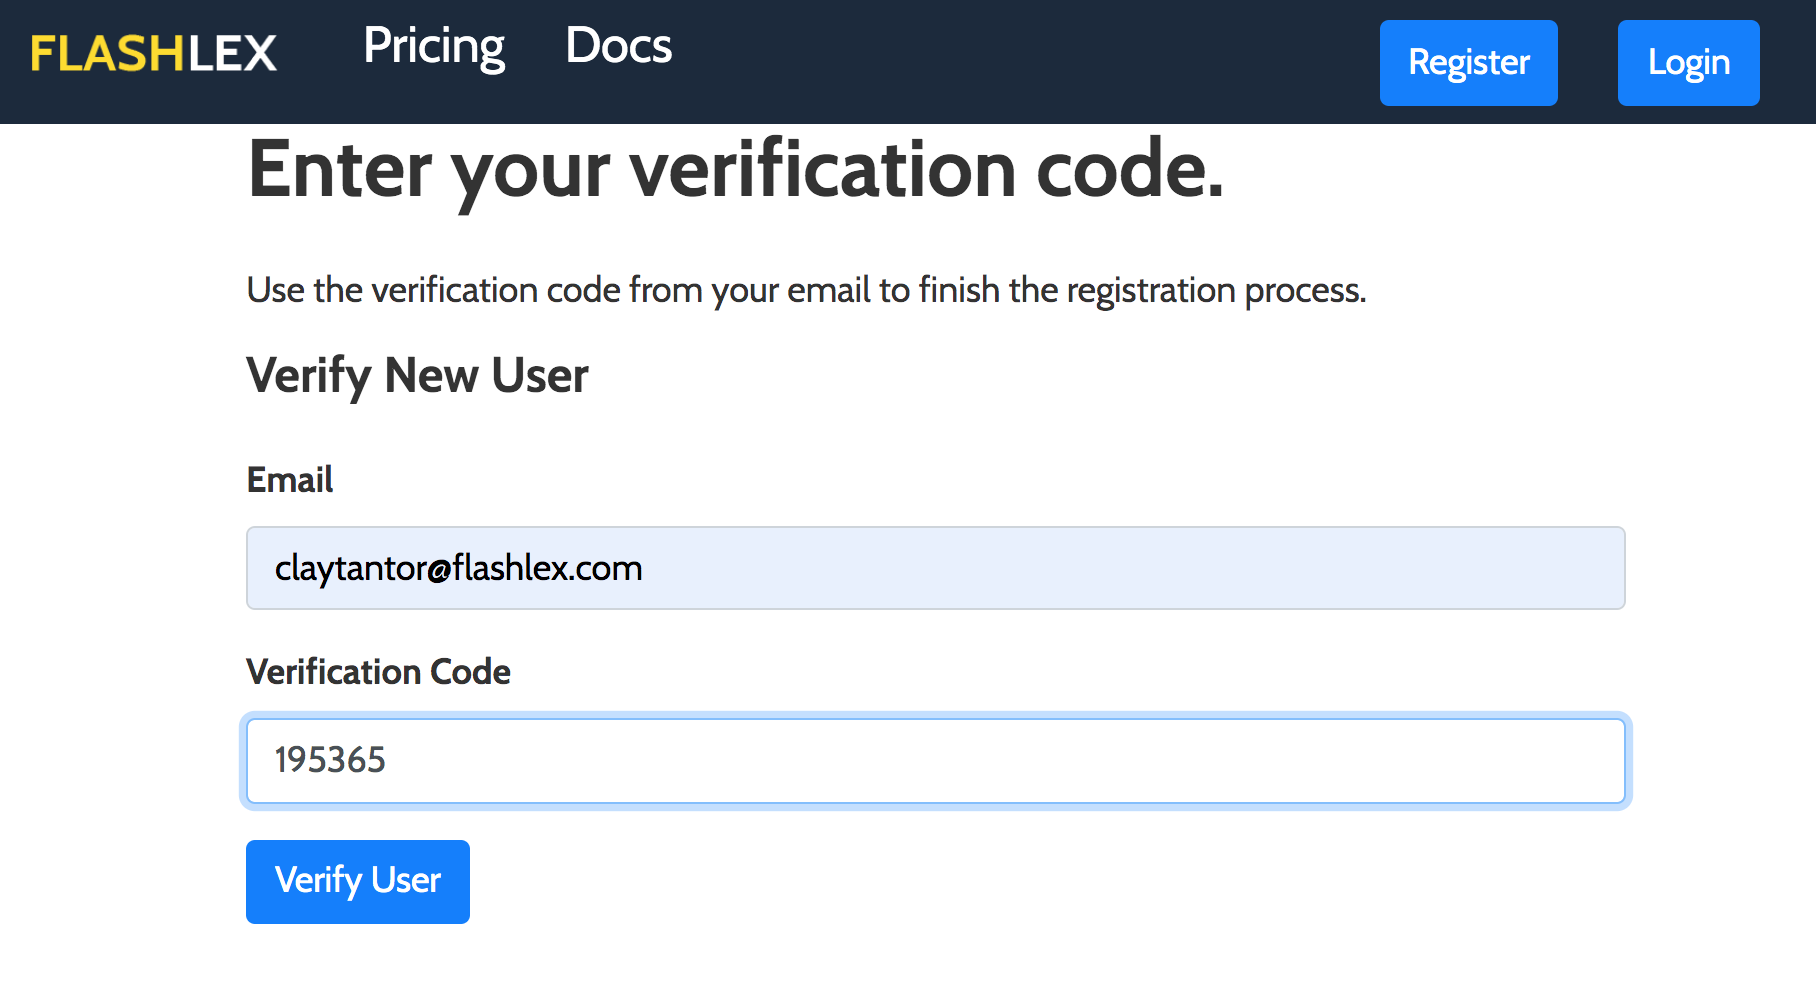 FLASHLEX Pricing Docs Register Login
Enter your verification code.
Use the verification code from your email to finish the registration process.
Verify New User
Email
claytantor@flashlex.com
Verification Code
195365
Verify User